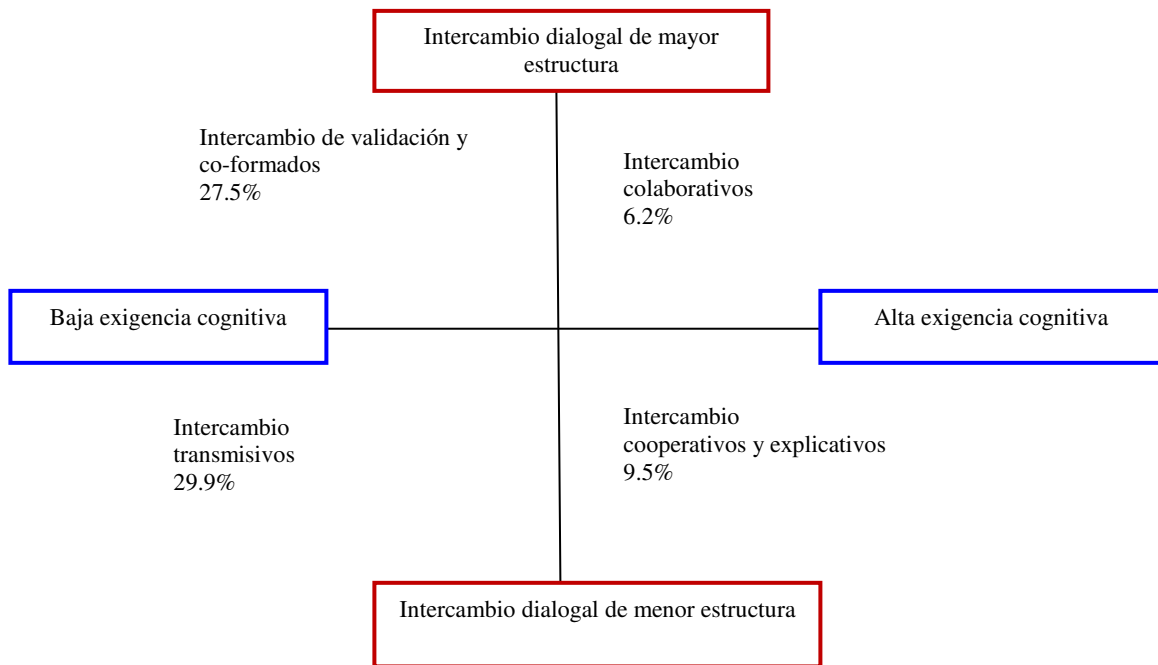 Intercambio dialogal de mayor
estructura
Intercambio de validación y
co-formados
27.5%
Intercambio
colaborativos
6.2%
Baja exigencia cognitiva
Alta exigencia cognitiva
Intercambio
transmisivos
29.9%
Intercambio
cooperativos y explicativos
9.5%
Intercambio dialogal de menor estructura